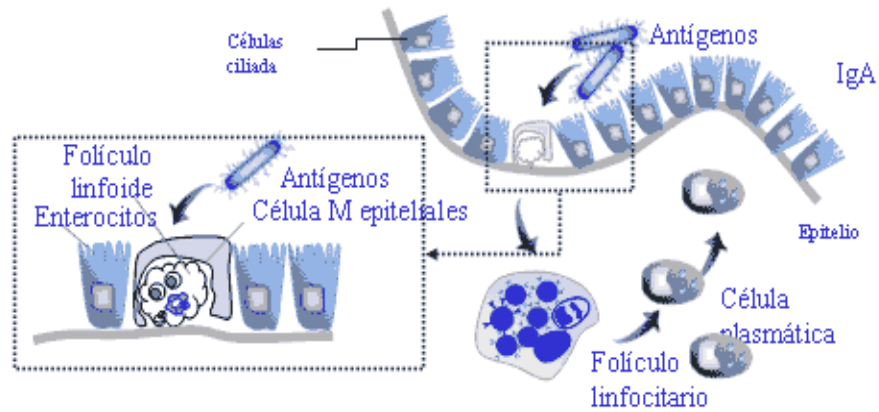 Células
ciliada
Antígenos
IgA
Folículo
linfoide
Enterocitos
Antígenos
Célula M epiteliales
Epitelio
Célula
plasmática
Folículo
linfocitario